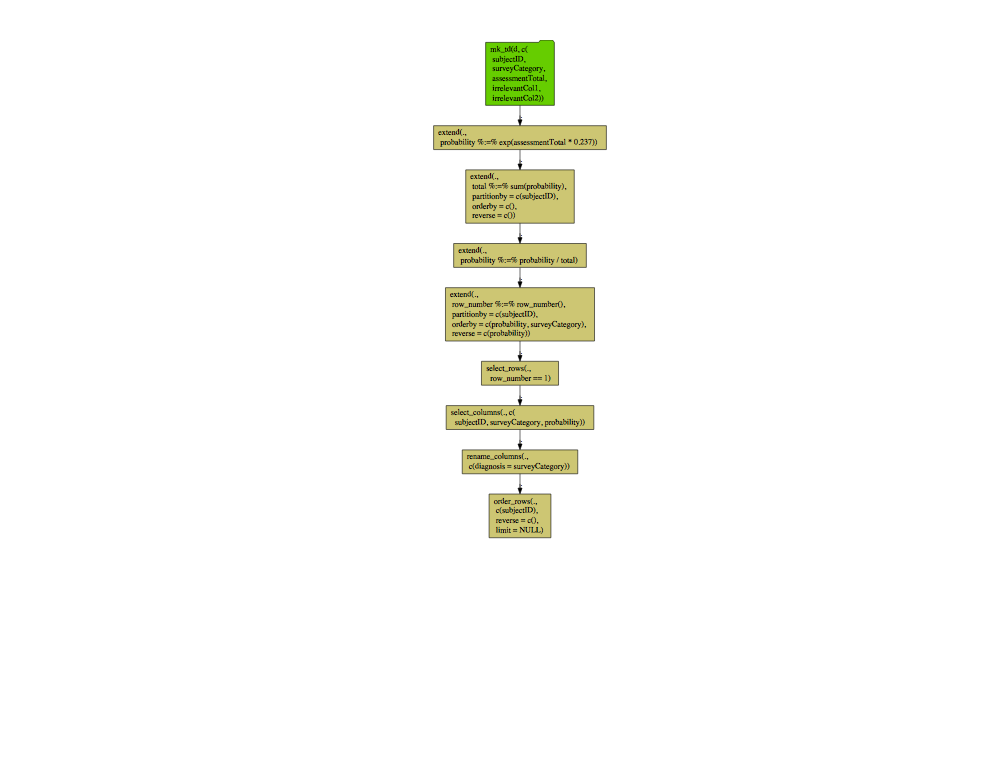 mk_td(d, c(
subjectID,
surveyCategory,
assessmentTotal,
irrelevantCol1,
irrelevantCol2))
extend(.,
probability %:=% exp(assessmentTotal * 0.237))
extend(.,
total %:=% sum(probability),
partitionby = c(subjectID),
orderby = c(),
reverse = c())
extend(.,
probability %:=% probability / total)
extend(.,
row_number %:=% row_number(),
partitionby = c(subjectID),
orderby = c(probability, surveyCategory),
reverse = c(probability))
select_rows(.,
row_number == 1)
select_columns(., c(
subjectID, surveyCategory, probability))
rename_columns(.,
c(diagnosis = surveyCategory))
order_rows(.,
c(subjectID),
reverse = c(),
limit = NULL)